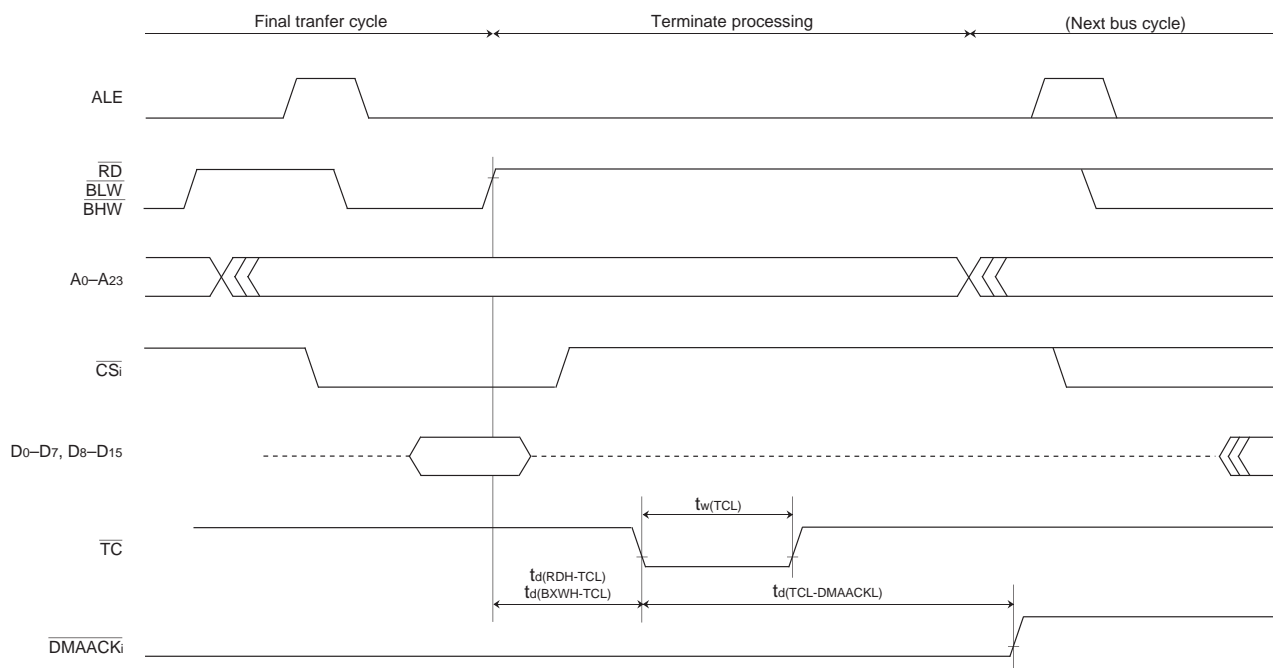 Final tranfer cycle
Terminate processing
(Next bus cycle)
ALE
RD
BLW
BHW
A0–A23
CSi
D0–D7, D8–D15
tw(TCL)
TC
td(RDH-TCL)
td(BXWH-TCL)
td(TCL-DMAACKL)
DMAACKi